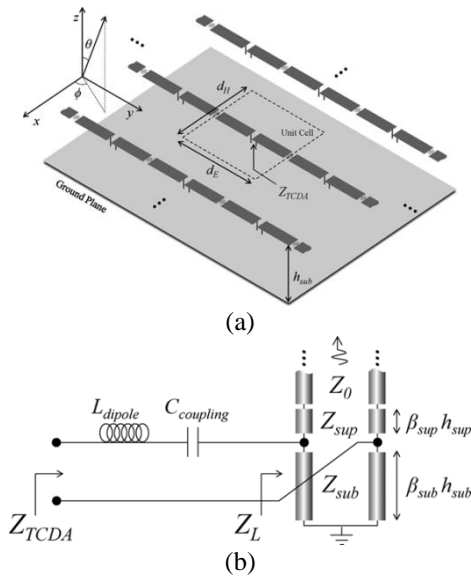 z
θ
ϕ
x
y
d_H
Unit Cell
d_E
Z_TCDA
Ground Plane
h_sub
(a)
L_dipole
C_coupling
Z_0
Z_sup
β_sup h_sup
Z_TCDA
Z_L
Z_sub
β_sub h_sub
(b)